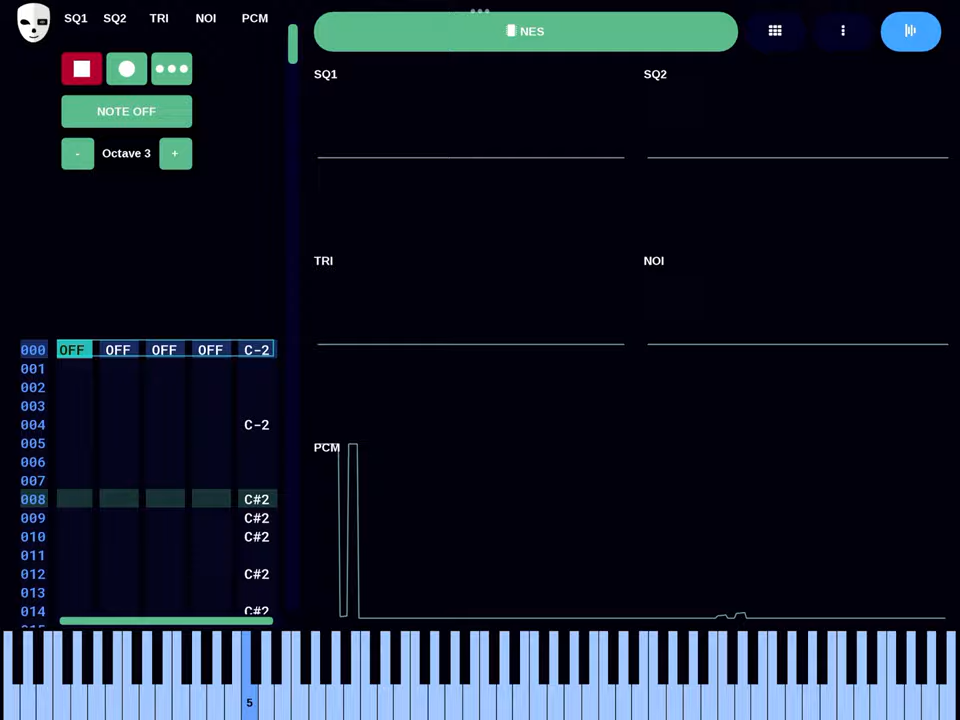 SQ1 SQ2 TRI NOI PCM
NES
NOTE OFF
- Octave 3 +
SQ1
SQ2
TRI
NOI
PCM
000 OFF OFF OFF OFF C-2
001
002
003
004 C-2
005
006
007
008 C#2
009 C#2
010 C#2
011
012 C#2
013
014 C#2
5